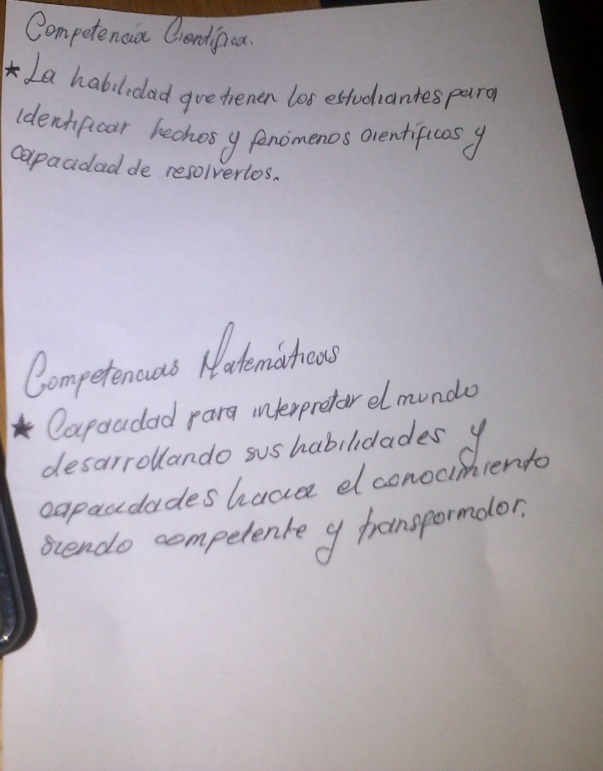 Competencia Científica.
★ La habilidad que tienen los estudiantes para
identificar hechos y fenómenos científicos y
capacidad de resolverlos.
Competencias Matemáticas
★ Capacidad para interpretar el mundo
desarrollando sus habilidades y
capacidades hacia el conocimiento
siendo competente y transformador.